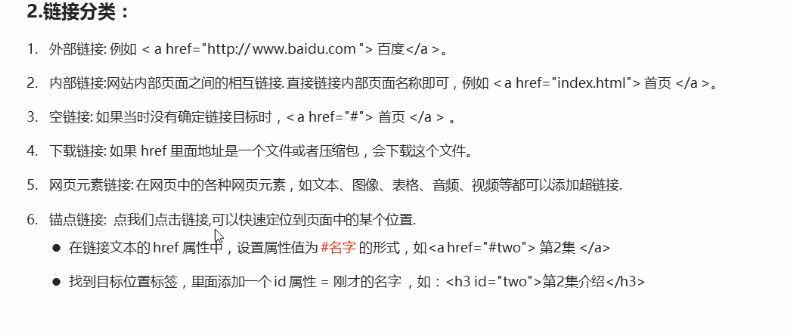 2.链接分类：
1. 外部链接: 例如 < a href="http:// www.baidu.com "> 百度</a >。
2. 内部链接:网站内部页面之间的相互链接. 直接链接内部页面名称即可，例如 < a href="index.html"> 首页 </a >。
3. 空链接: 如果当时没有确定链接目标时，< a href="#"> 首页 </a > 。
4. 下载链接: 如果 href 里面地址是一个文件或者压缩包，会下载这个文件。
5. 网页元素链接: 在网页中的各种网页元素，如文本、图像、表格、音频、视频等都可以添加超链接.
6. 锚点链接: 点我们点击链接,可以快速定位到页面中的某个位置.
● 在链接文本的 href 属性中，设置属性值为 #名字 的形式，如<a href="#two"> 第2集 </a>
● 找到目标位置标签，里面添加一个 id 属性 = 刚才的名字 ，如：<h3 id="two">第2集介绍</h3>